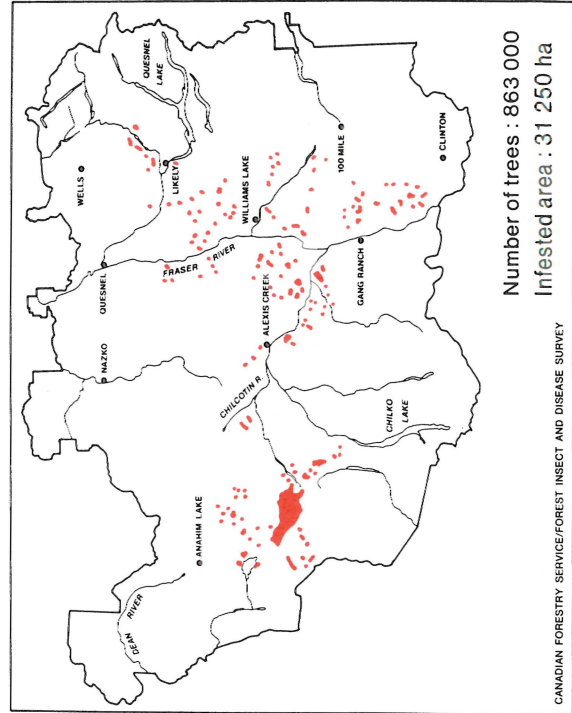 WELLS
QUESNEL
LAKE
QUESNEL
LIKELY
NAZKO
FRASER
RIVER
WILLIAMS LAKE
100 MILE
ALEXIS CREEK
CHILCOTIN R.
GANG RANCH
CLINTON
ANAHIM LAKE
CHILKO
LAKE
DEAN
RIVER
Number of trees : 863 000
Infested area : 31 250 ha
CANADIAN FORESTRY SERVICE/FOREST INSECT AND DISEASE SURVEY